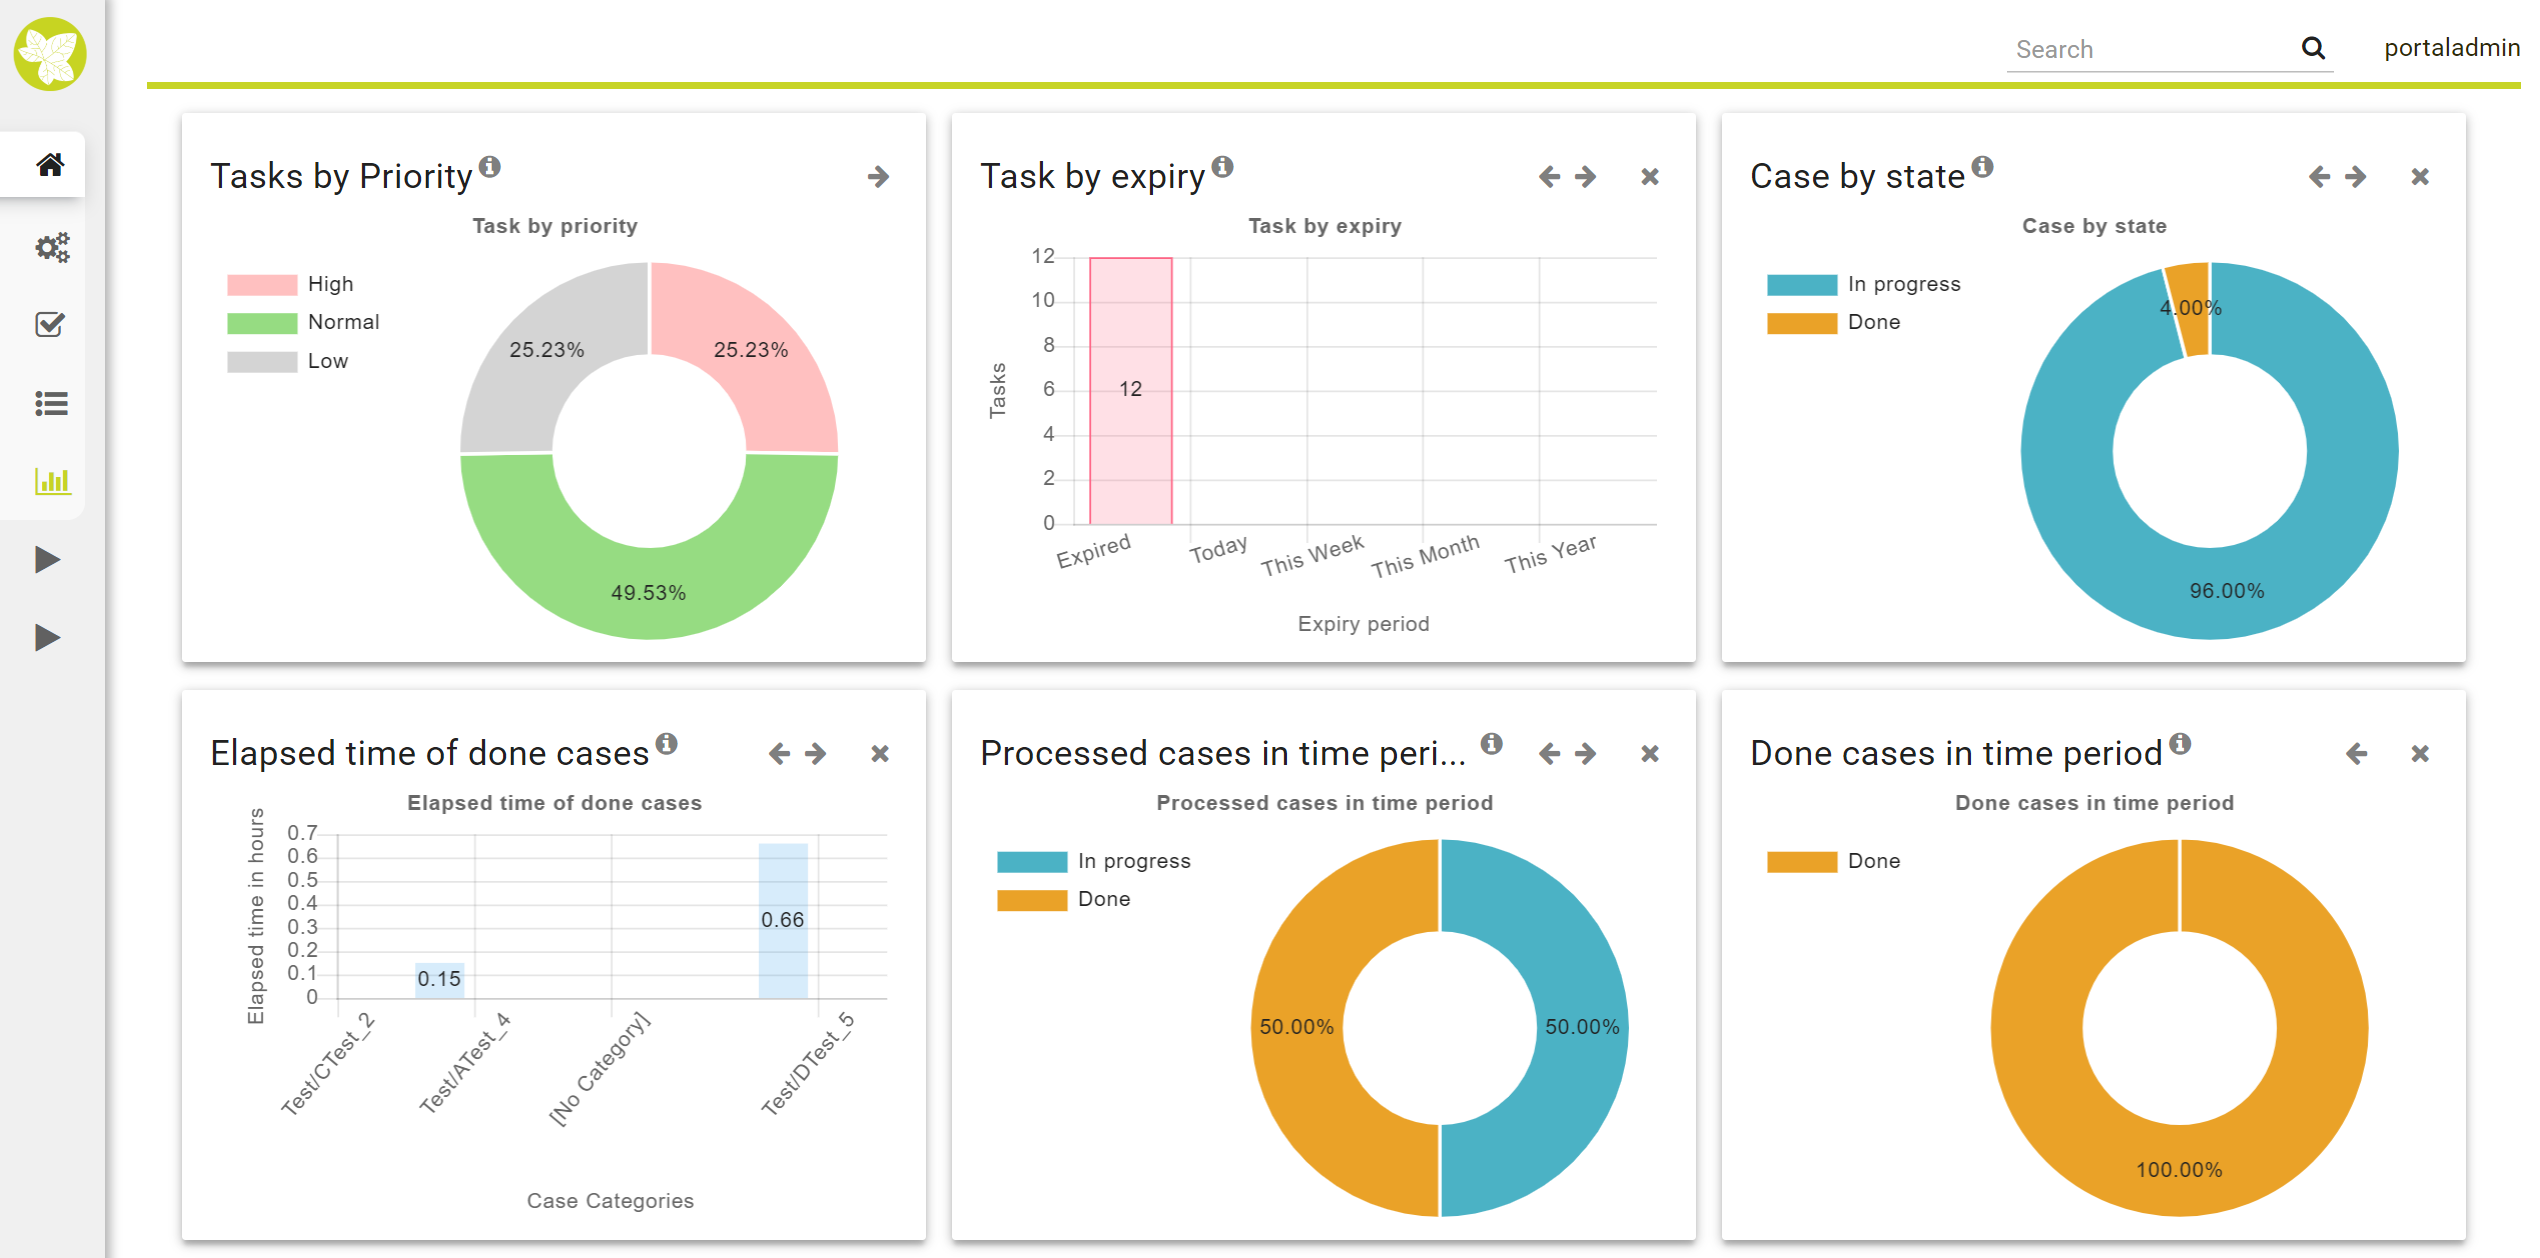 Search
portaladmin
Tasks by Priority
Task by priority
High
Normal
Low
25.23%
25.23%
49.53%
Task by expiry
Task by expiry
12
10
8
6
4
2
0
Tasks
12
Expired
Today
This Week
This Month
This Year
Expiry period
Case by state
Case by state
In progress
Done
4.00%
96.00%
Elapsed time of done cases
Elapsed time of done cases
Elapsed time in hours
0.7
0.6
0.5
0.4
0.3
0.2
0.1
0
0.15
0.66
Test/CTest_2
Test/ATest_4
[No Category]
Test/DTest_5
Case Categories
Processed cases in time peri...
Processed cases in time period
In progress
Done
50.00%
50.00%
Done cases in time period
Done cases in time period
Done
100.00%